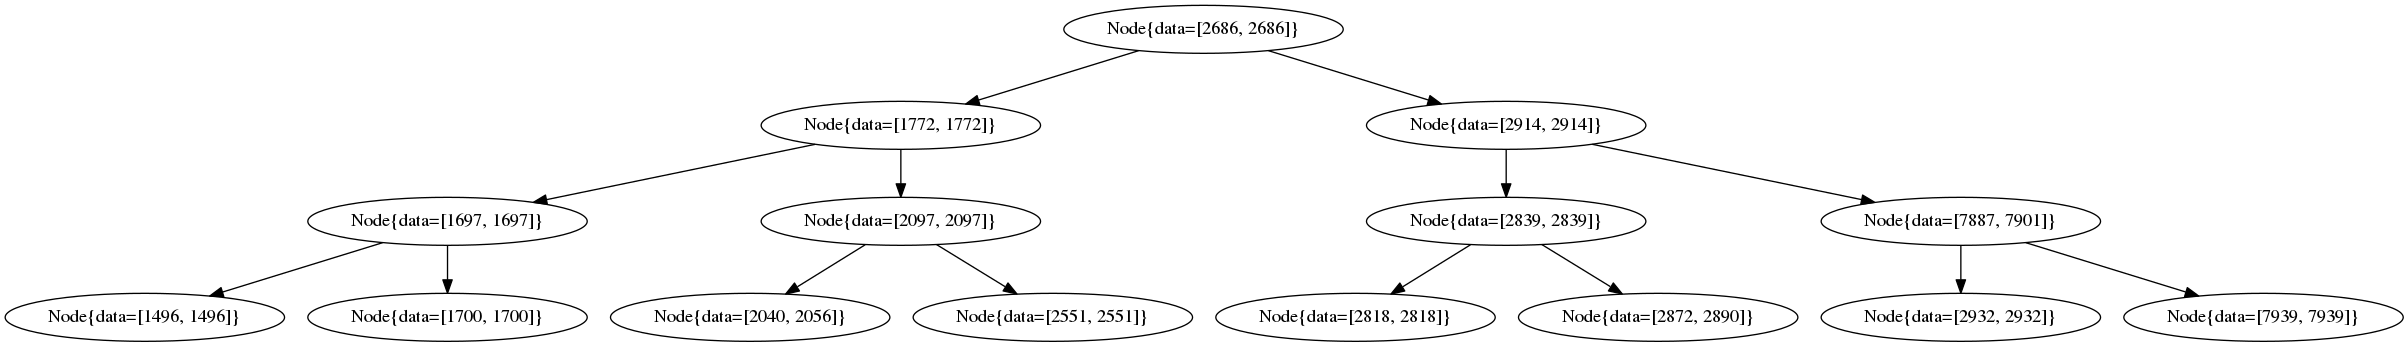 Node{data=[2686, 2686]}
Node{data=[1772, 1772]}
Node{data=[2914, 2914]}
Node{data=[1697, 1697]}
Node{data=[2097, 2097]}
Node{data=[2839, 2839]}
Node{data=[7887, 7901]}
Node{data=[1496, 1496]}
Node{data=[1700, 1700]}
Node{data=[2040, 2056]}
Node{data=[2551, 2551]}
Node{data=[2818, 2818]}
Node{data=[2872, 2890]}
Node{data=[2932, 2932]}
Node{data=[7939, 7939]}